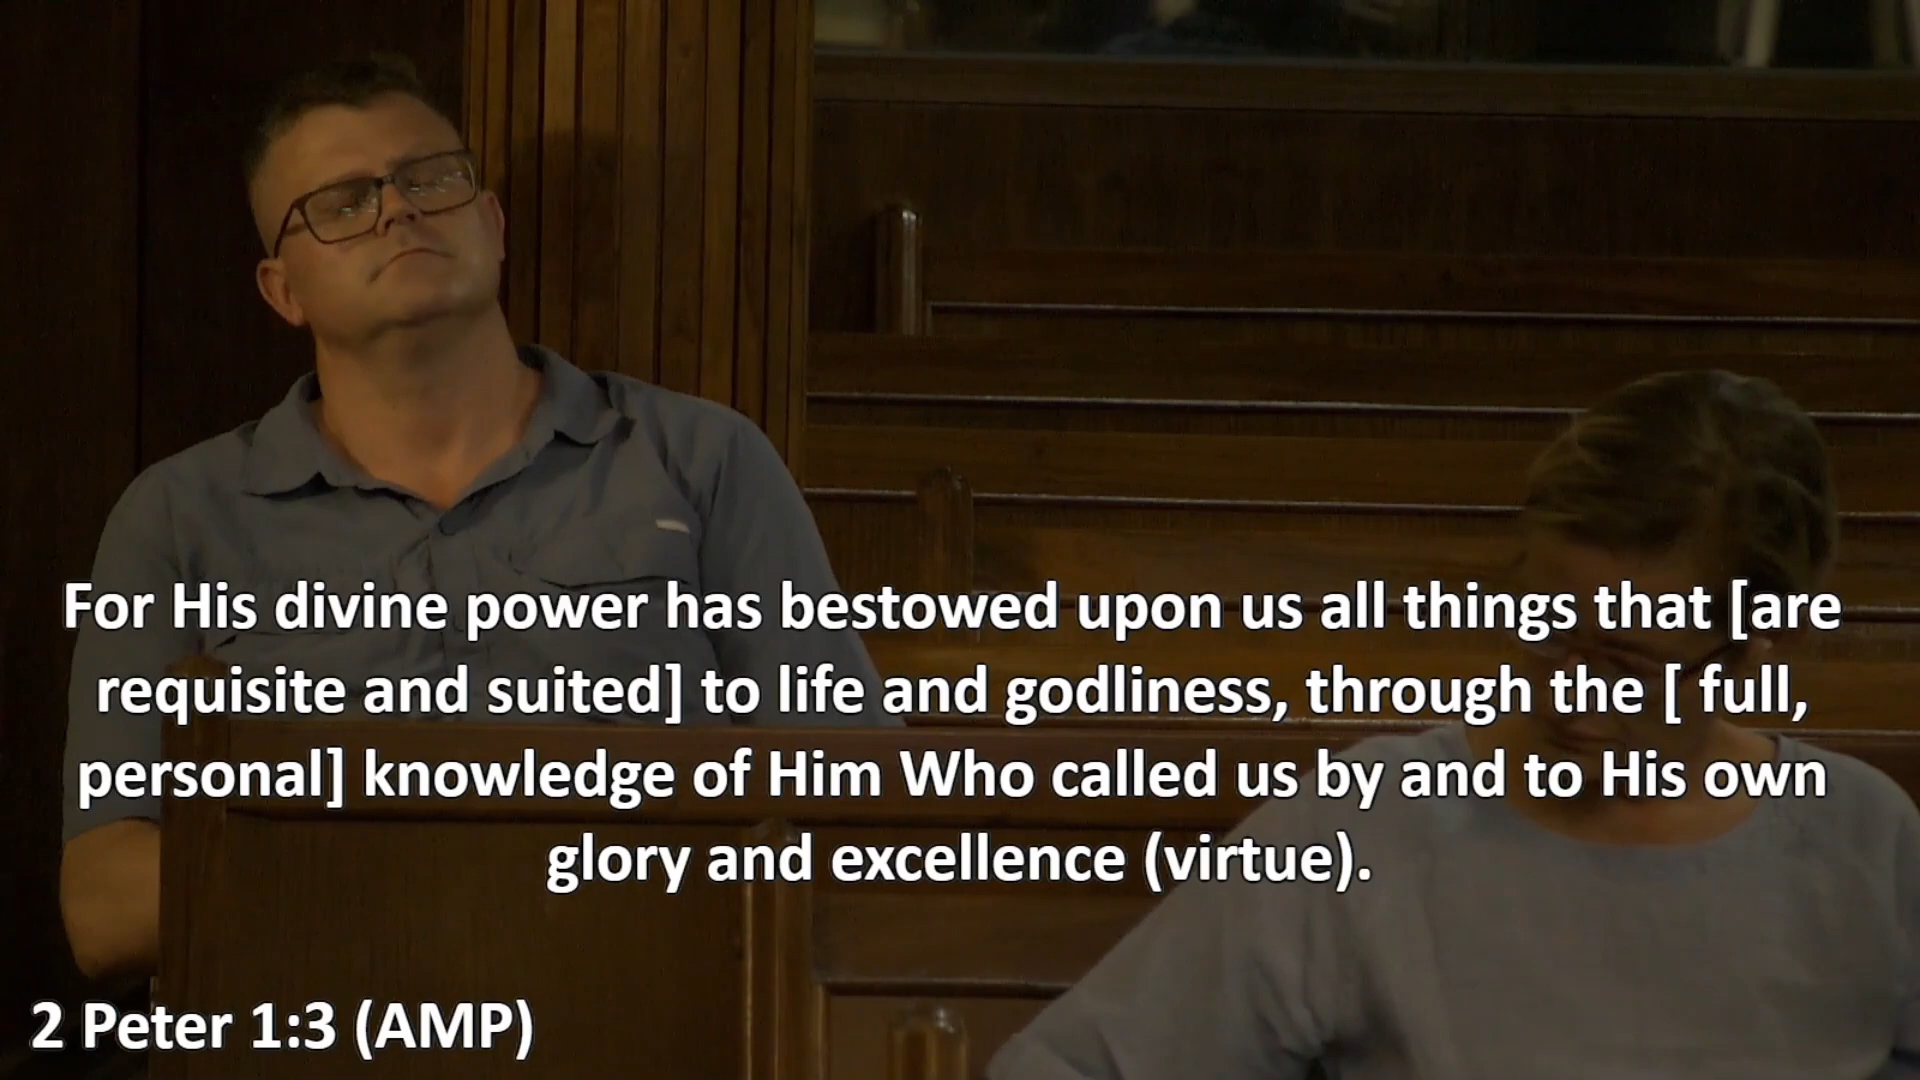 For His divine power has bestowed upon us all things that [are
requisite and suited] to life and godliness, through the [ full,
personal] knowledge of Him Who called us by and to His own
glory and excellence (virtue).
2 Peter 1:3 (AMP)